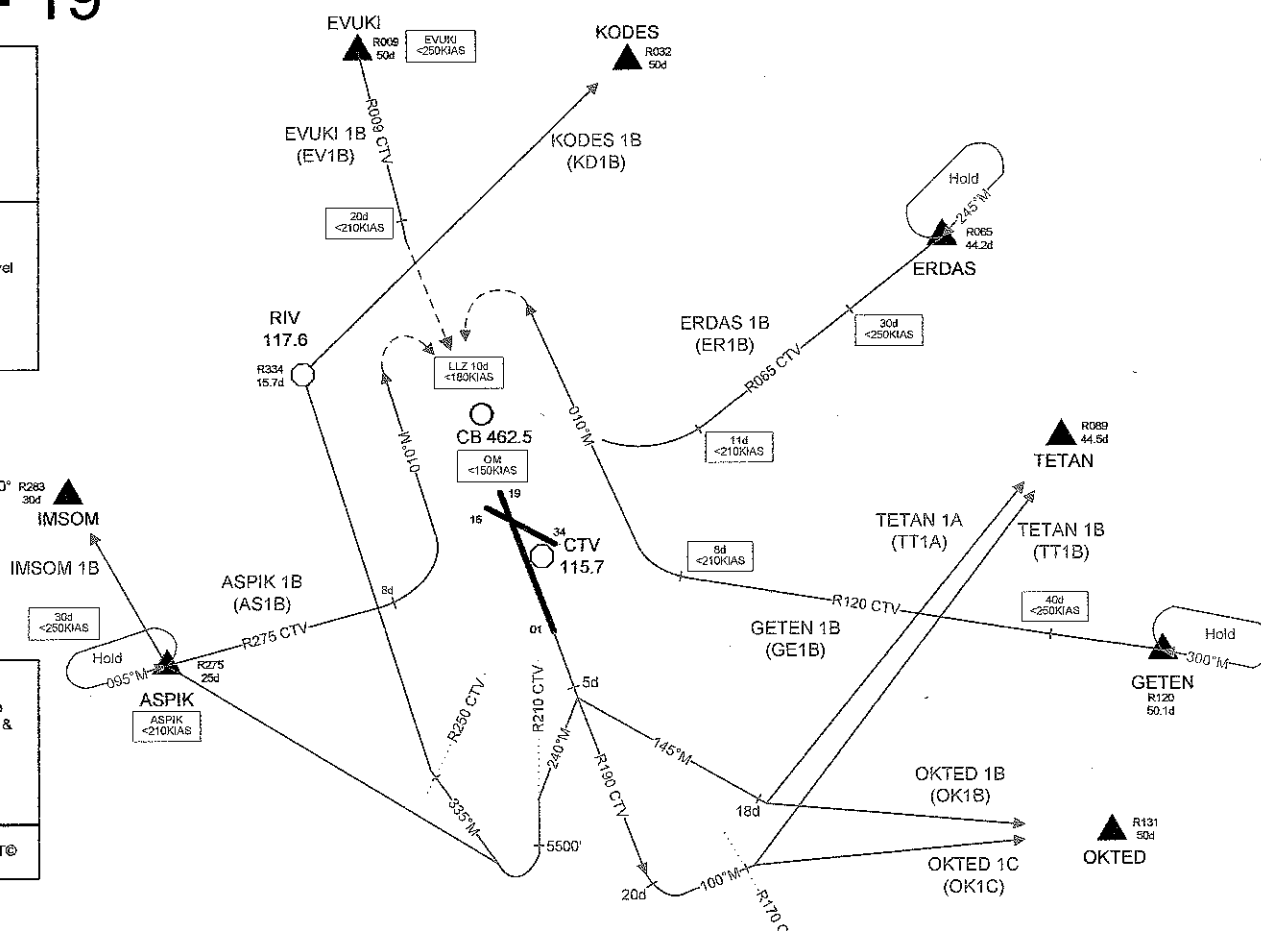 19
EVUKI
R009
50d
EVUKI
<250KIAS
KODES
R032
50d
R009 CTV
EVUKI 1B
(EV1B)
KODES 1B
(KD1B)
20d
<210KIAS
Hold
245°M
R065
44.2d
ERDAS
RIV
117.6
R334
15.7d
ERDAS 1B
(ER1B)
30d
<250KIAS
R065 CTV
LLZ 10d
<180KIAS
CB 462.5
OM
<150KIAS
010°M
010°M
11d
<210KIAS
R089
44.5d
TETAN
0°
R283
30d
IMSOM
IMSOM 1B
19
16
34
CTV
115.7
01
TETAN 1A
(TT1A)
TETAN 1B
(TT1B)
8d
<210KIAS
ASPIK 1B
(AS1B)
8d
30d
<250KIAS
R275 CTV
Hold
095°M
R275
25d
ASPIK
ASPIK
<210KIAS
R120 CTV
GETEN 1B
(GE1B)
40d
<250KIAS
Hold
300°M
GETEN
R120
50.1d
&
R250 CTV
R210 CTV
5d
240°M
145°M
R190 CTV
335°M
5500'
18d
OKTED 1B
(OK1B)
R131
50d
OKTED
OKTED 1C
(OK1C)
20d
100°M
R170 C
T©